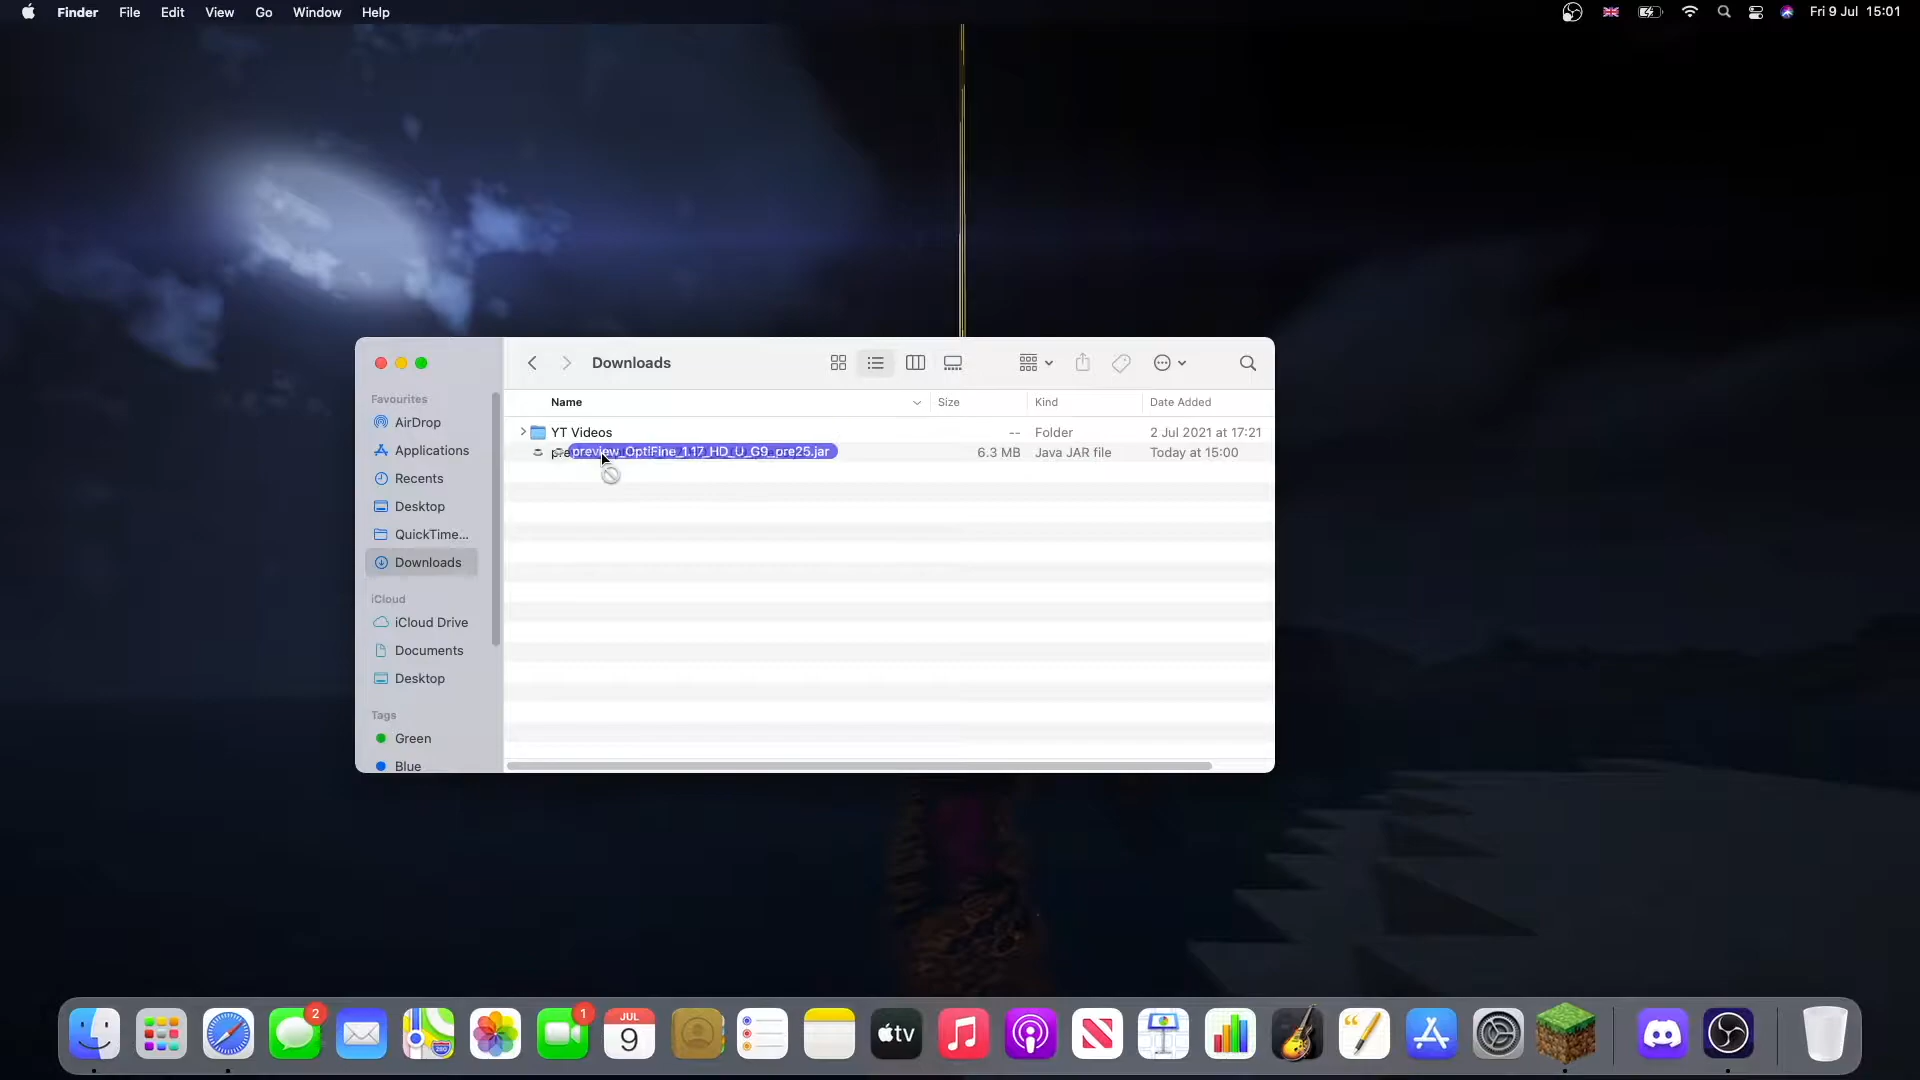 Finder File Edit View Go Window Help Fri 9 Jul 15:01
Downloads
Favourites
AirDrop
Applications
Recents
Desktop
QuickTime...
Downloads
iCloud
iCloud Drive
Documents
Desktop
Tags
Green
Blue
Name Size Kind Date Added
YT Videos -- Folder 2 Jul 2021 at 17:21
pre preview_OptiFine_1.17_HD_U_G9_pre25.jar 6.3 MB Java JAR file Today at 15:00
2
280
1
JUL
9
tv